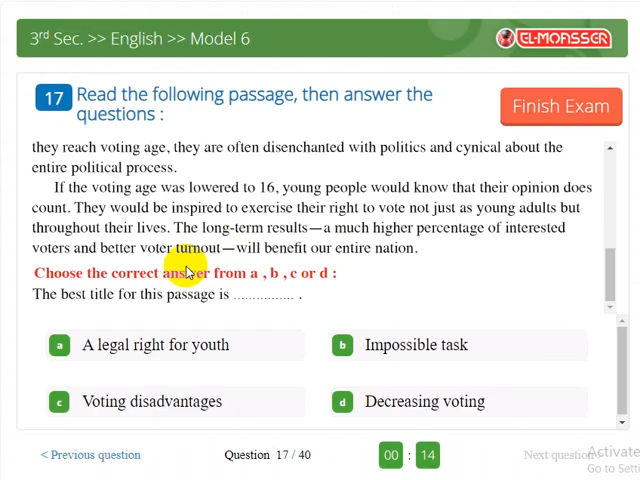 3rd Sec. >> English >> Model 6
EL-MOASSER
17 Read the following passage, then answer the
questions :
Finish Exam
they reach voting age, they are often disenchanted with politics and cynical about the
entire political process.
If the voting age was lowered to 16, young people would know that their opinion does
count. They would be inspired to exercise their right to vote not just as young adults but
throughout their lives. The long-term results—a much higher percentage of interested
voters and better voter turnout—will benefit our entire nation.
Choose the correct answer from a , b , c or d :
The best title for this passage is ................ .
a A legal right for youth
b Impossible task
c Voting disadvantages
d Decreasing voting
< Previous question
Question 17 / 40
00 : 14
Next question >
Activate
Go to Setti